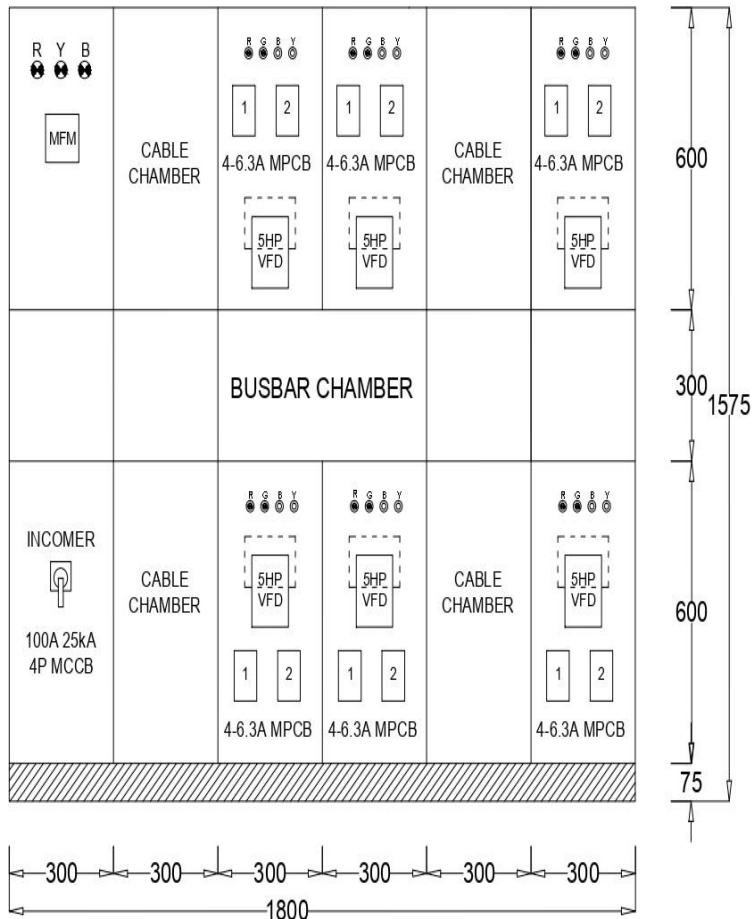 R Y B
MFM
CABLE
CHAMBER
R G B Y
1 2
4-6.3A MPCB
5HP
VFD
R G B Y
1 2
4-6.3A MPCB
5HP
VFD
CABLE
CHAMBER
R G B Y
1 2
4-6.3A MPCB
5HP
VFD
600
BUSBAR CHAMBER
300
1575
INCOMER
100A 25kA
4P MCCB
CABLE
CHAMBER
R G B Y
5HP
VFD
1 2
4-6.3A MPCB
R G B Y
5HP
VFD
1 2
4-6.3A MPCB
CABLE
CHAMBER
R G B Y
5HP
VFD
1 2
4-6.3A MPCB
600
75
300 300 300 300 300 300
1800